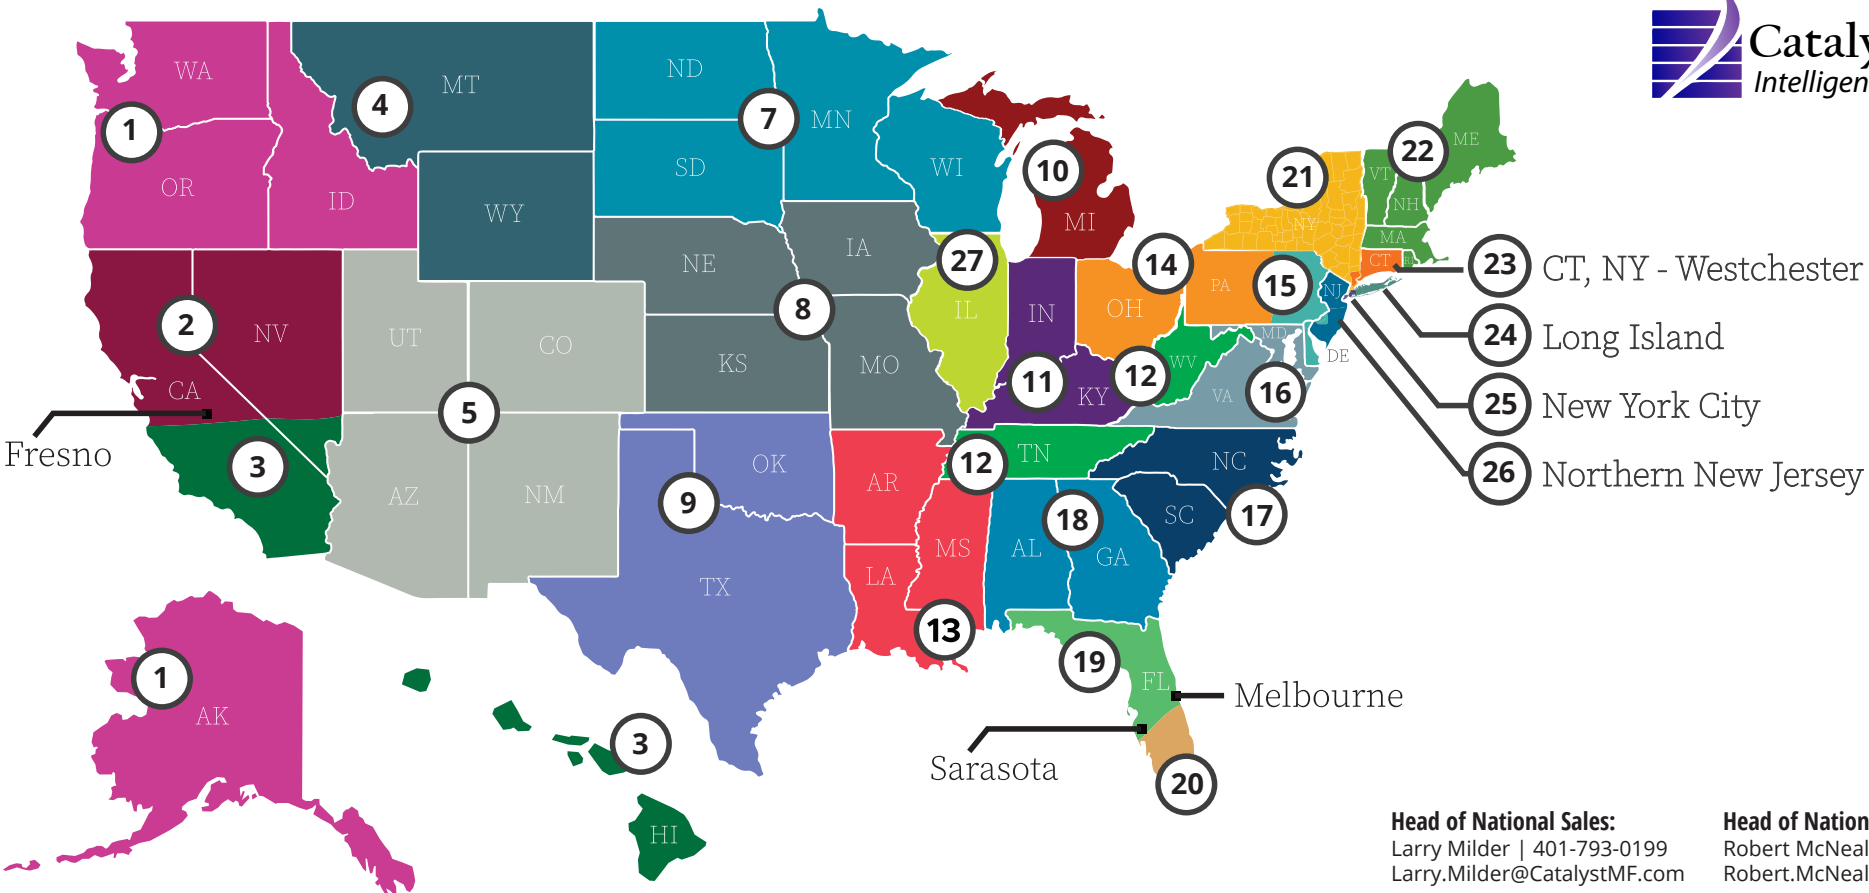 Cataly
Intelligen
WA
MT
4
1
OR
ID
WY
ND
7
MN
SD
WI
10
MI
21
NY
22
ME
VT
NH
MA
CT
23 CT, NY - Westchester
24 Long Island
25 New York City
26 Northern New Jersey
NE
IA
8
27
IL
IN
14
OH
PA
15
NJ
MD
DE
2
NV
CA
UT
CO
5
KS
MO
11
KY
12
WV
VA
16
Fresno
3
AZ
NM
9
OK
TX
AR
12
TN
NC
SC
17
MS
AL
18
GA
LA
13
19
FL
Melbourne
Sarasota
20
1
AK
3
HI
Head of National Sales:
Larry Milder | 401-793-0199
Larry.Milder@CatalystMF.com
Head of Nation
Robert McNeal
Robert.McNeal